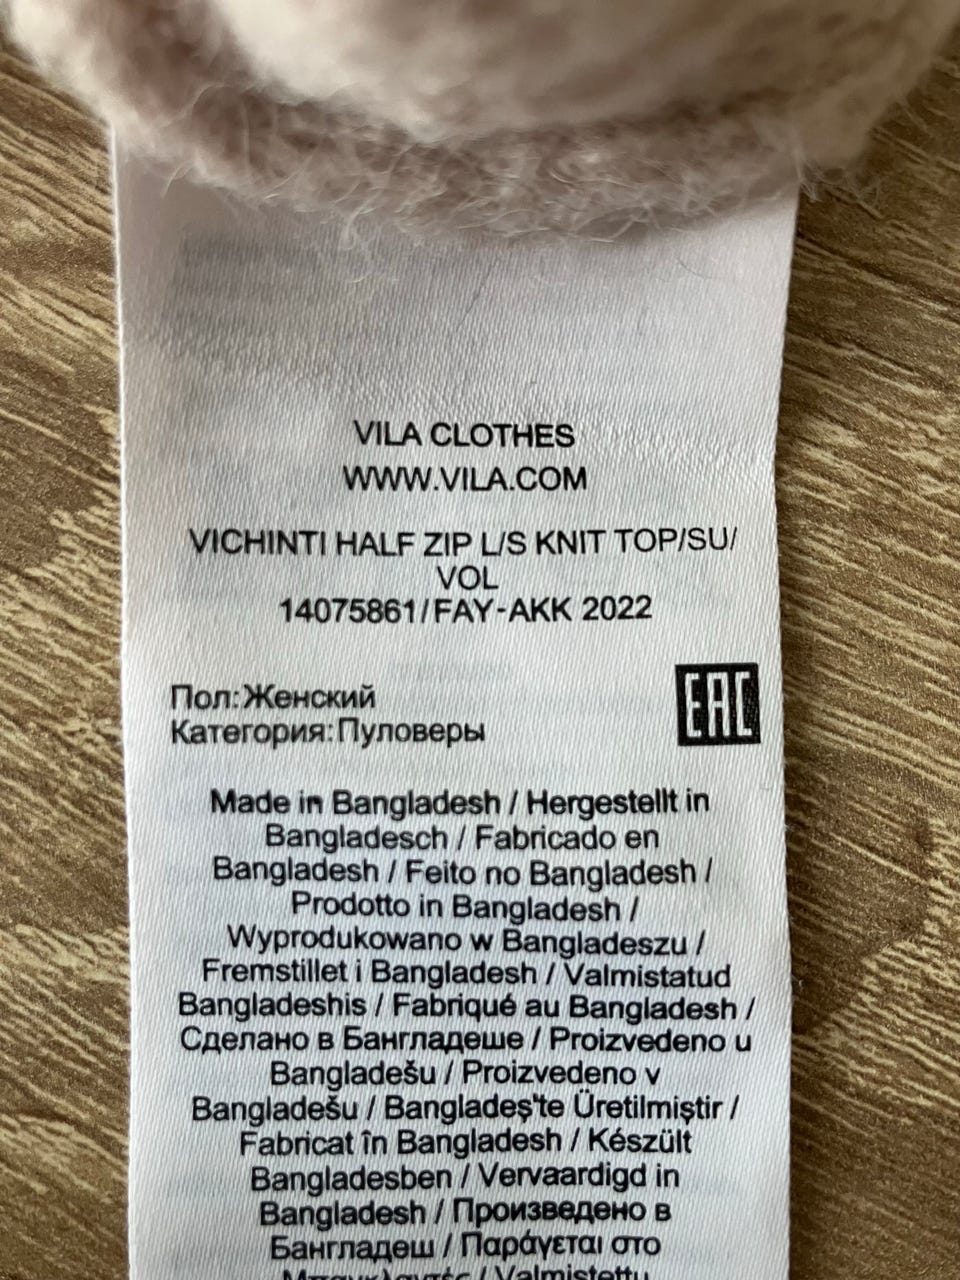 VILA CLOTHES
WWW.VILA.COM
VICHINTI HALF ZIP L/S KNIT TOP/SU/
VOL
14075861/FAY-AKK 2022
Пол:Женский
Категория:Пуловеры
EAC
Made in Bangladesh / Hergestellt in
Bangladesch / Fabricado en
Bangladesh / Feito no Bangladesh /
Prodotto in Bangladesh /
Wyprodukowano w Bangladeszu /
Fremstillet i Bangladesh / Valmistatud
Bangladeshis / Fabriqué au Bangladesh /
Сделано в Бангладеше / Proizvedeno u
Bangladešu / Proizvedeno v
Bangladešu / Bangladeş'te Üretilmiştir /
Fabricat în Bangladesh / Készült
Bangladesben / Vervaardigd in
Bangladesh / Произведено в
Бангладеш / Παράγεται στο
Μπανγκλαντές / Valmistettu